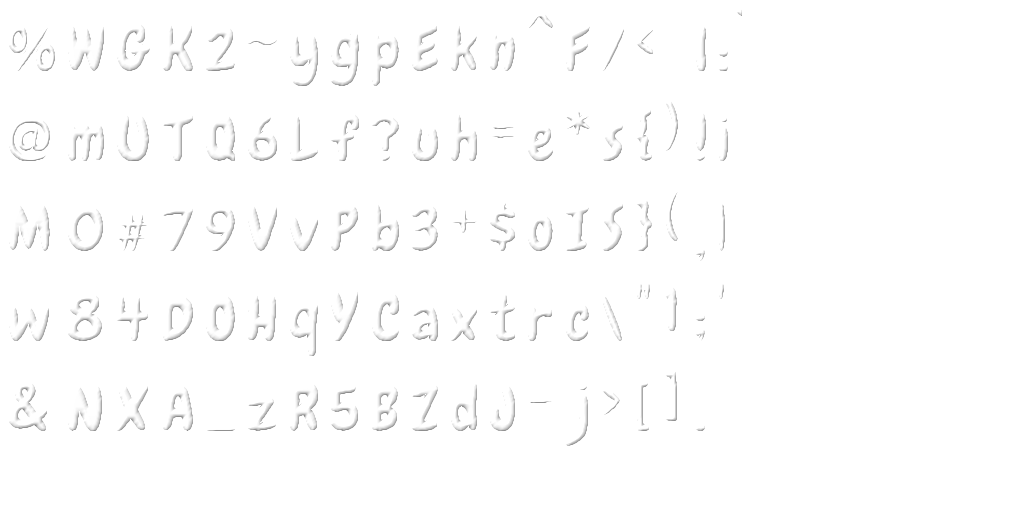 %WGK2~ygpEkn^F/< l:`
@mUTQ6Lf?uh=e*s{)!i
MO#79VvPb3+$oIS}(,|
w84D0HqYCaxtrc\"1;'
&NXA_zR5BZdJ-j>[].